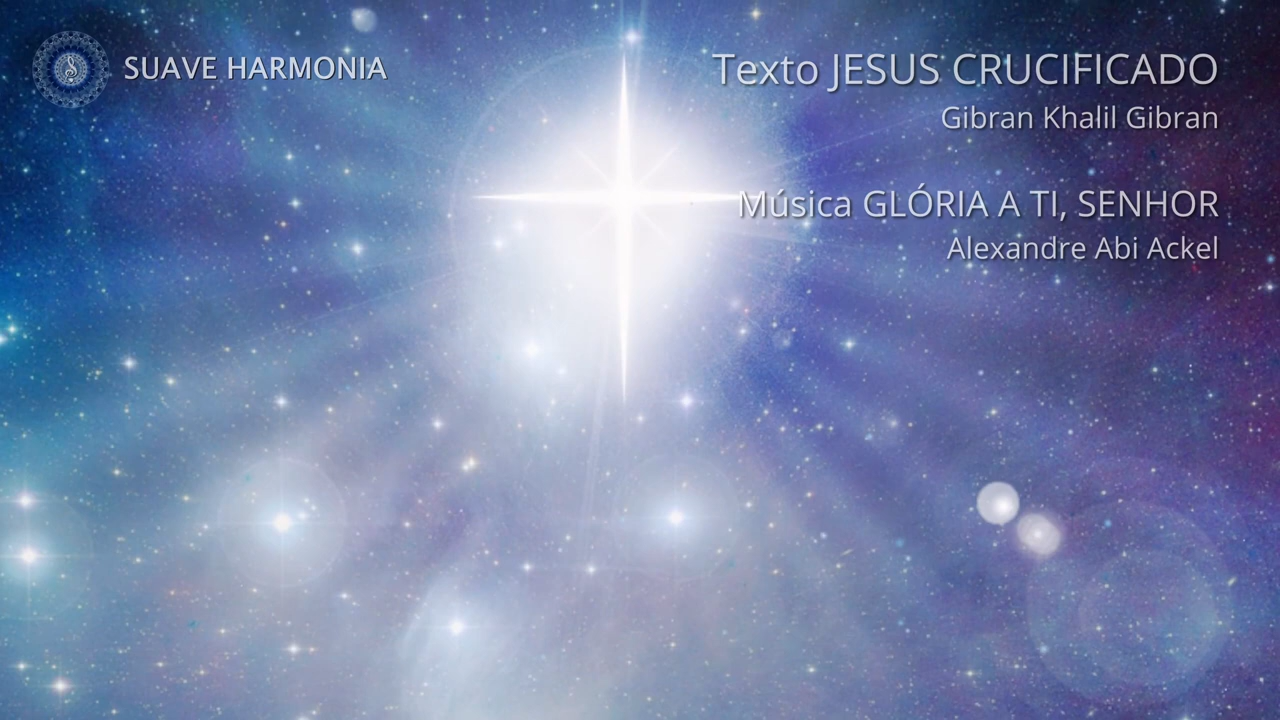 SUAVE HARMONIA
Texto JESUS CRUCIFICADO
Gibran Khalil Gibran
Música GLÓRIA A TI, SENHOR
Alexandre Abi Ackel